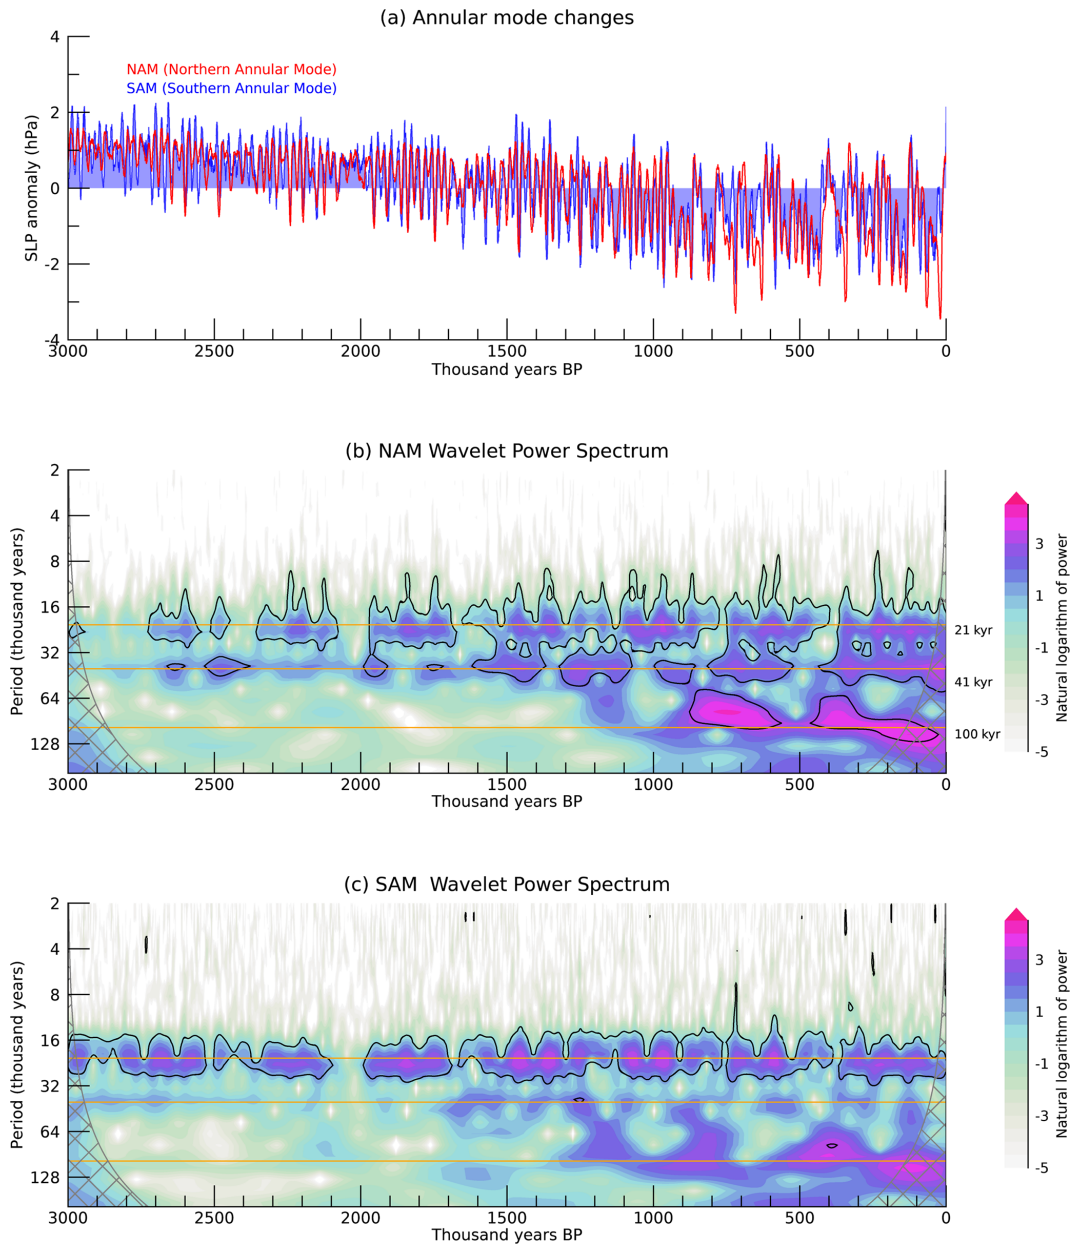 (a) Annular mode changes
4
NAM (Northern Annular Mode)
SAM (Southern Annular Mode)
2
0
-2
-4
SLP anomaly (hPa)
3000 2500 2000 1500 1000 500 0
Thousand years BP
(b) NAM Wavelet Power Spectrum
2
4
8
16
32
64
128
Period (thousand years)
21 kyr
41 kyr
100 kyr
3
1
-1
-3
-5
Natural logarithm of power
3000 2500 2000 1500 1000 500 0
Thousand years BP
(c) SAM  Wavelet Power Spectrum
2
4
8
16
32
64
128
Period (thousand years)
3
1
-1
-3
-5
Natural logarithm of power
3000 2500 2000 1500 1000 500 0
Thousand years BP